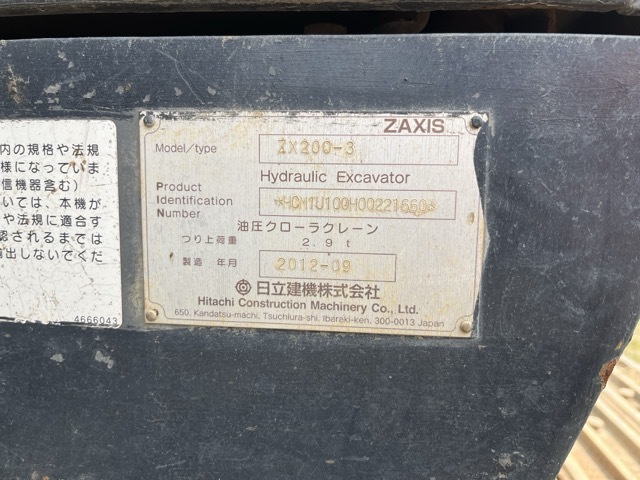 内の規格や法規
様になっていま
信機器含む)
いては、本機が
や法規に適合す
認されるまでは
出しないでくだ
4666043
ZAXIS
Model/type ZX200-3
Hydraulic Excavator
Product
Identification *HCM1U100H00221660*
Number
油圧クローラクレーン
つり上荷重 2.9 t
製造 年月 2012-09
日立建機株式会社
Hitachi Construction Machinery Co., Ltd.
650, Kandatsu-machi, Tsuchiura-shi, Ibaraki-ken, 300-0013 Japan